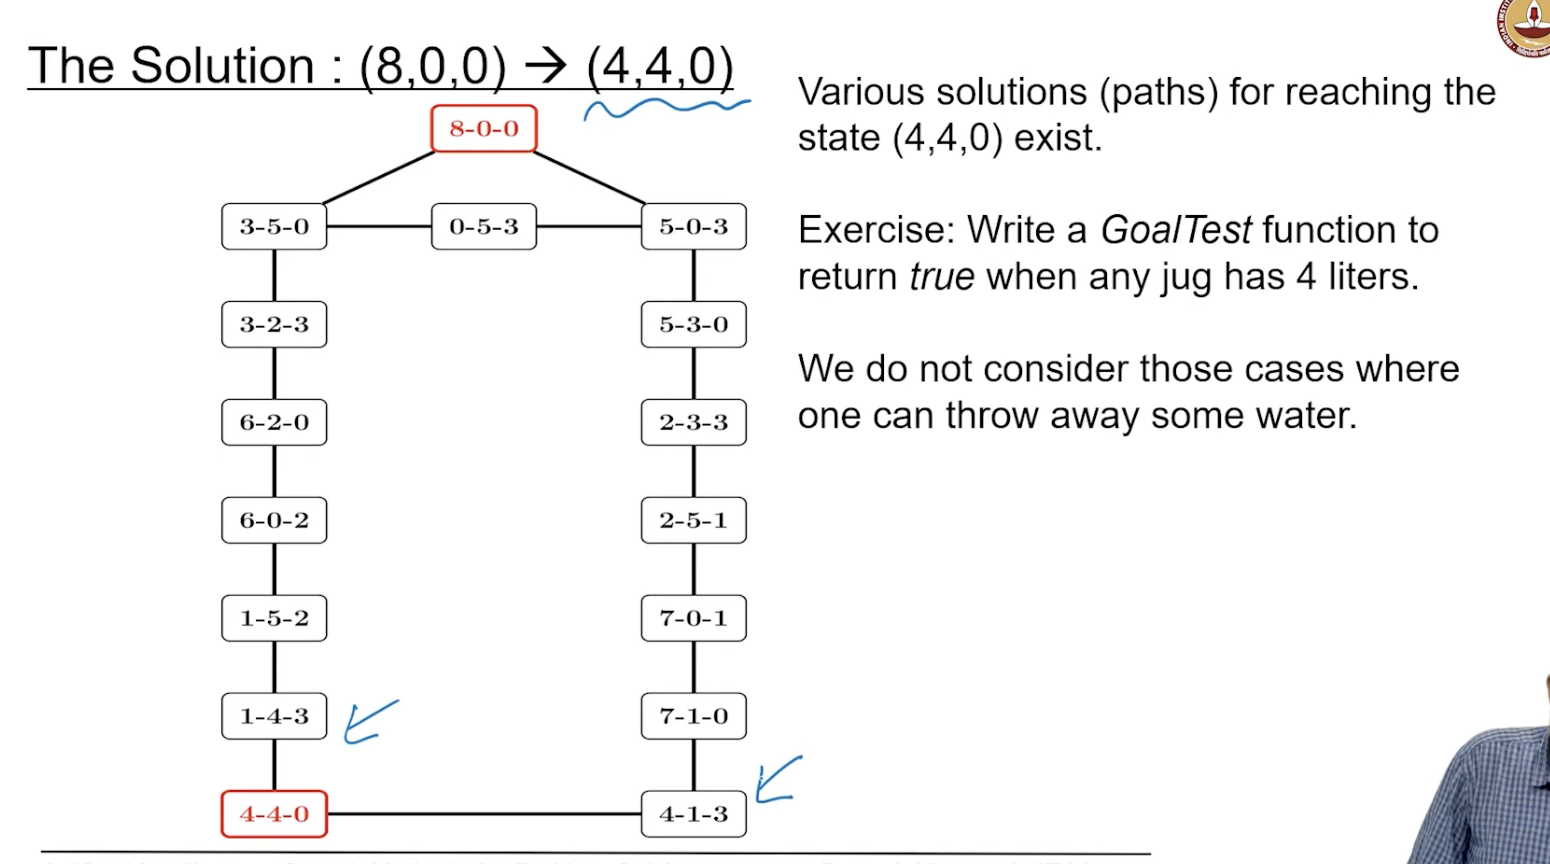 The Solution : (8,0,0) → (4,4,0)
8-0-0
3-5-0 0-5-3 5-0-3
3-2-3 5-3-0
6-2-0 2-3-3
6-0-2 2-5-1
1-5-2 7-0-1
1-4-3 7-1-0
4-4-0 4-1-3
Various solutions (paths) for reaching the
state (4,4,0) exist.
Exercise: Write a GoalTest function to
return true when any jug has 4 liters.
We do not consider those cases where
one can throw away some water.